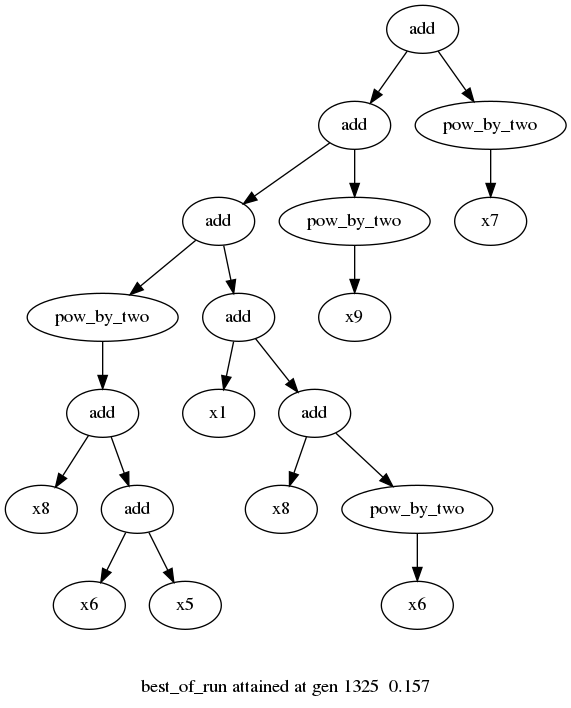 add
add
pow_by_two
add
pow_by_two
x7
pow_by_two
add
x9
add
x1
add
x8
add
x8
pow_by_two
x6
x5
x6
best_of_run attained at gen 1325 0.157